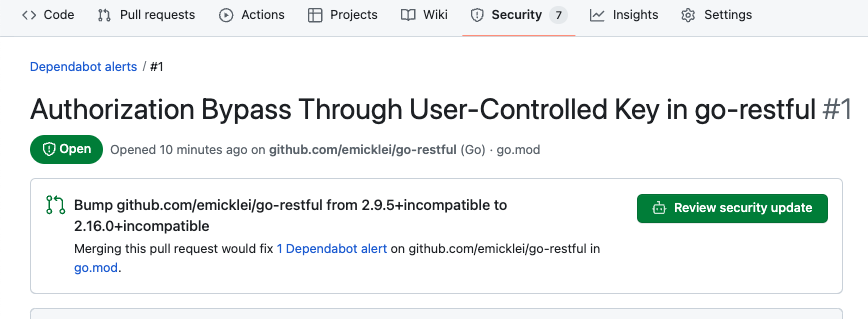 Code Pull requests Actions Projects Wiki Security 7 Insights Settings
Dependabot alerts / #1
Authorization Bypass Through User-Controlled Key in go-restful #1
Open Opened 10 minutes ago on github.com/emicklei/go-restful (Go) · go.mod
Bump github.com/emicklei/go-restful from 2.9.5+incompatible to
2.16.0+incompatible
Review security update
Merging this pull request would fix 1 Dependabot alert on github.com/emicklei/go-restful in
go.mod.